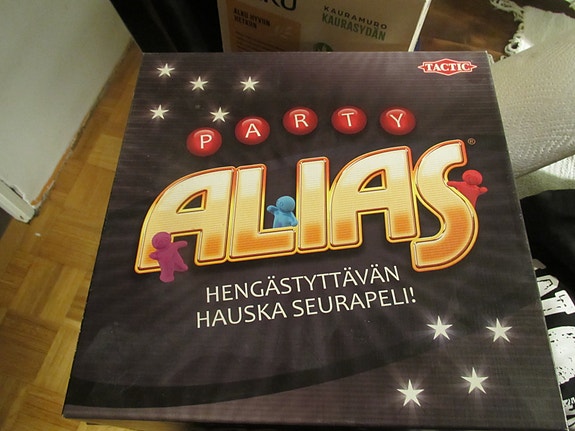 KAURAMURO
KAURASYDÄN
TACTIC
PARTY
ALIAS®
HENGÄSTYTTÄVÄN
HAUSKA SEURAPELI!